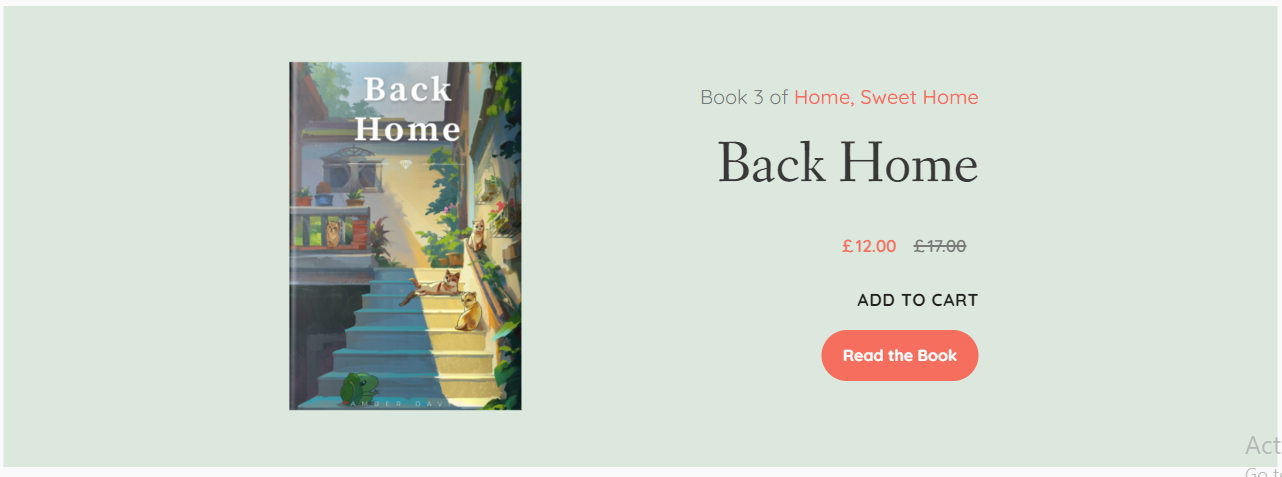 Back
Home
AMBER DAV
Book 3 of Home, Sweet Home
Back Home
£12.00 £17.00
ADD TO CART
Read the Book
Act
Go to